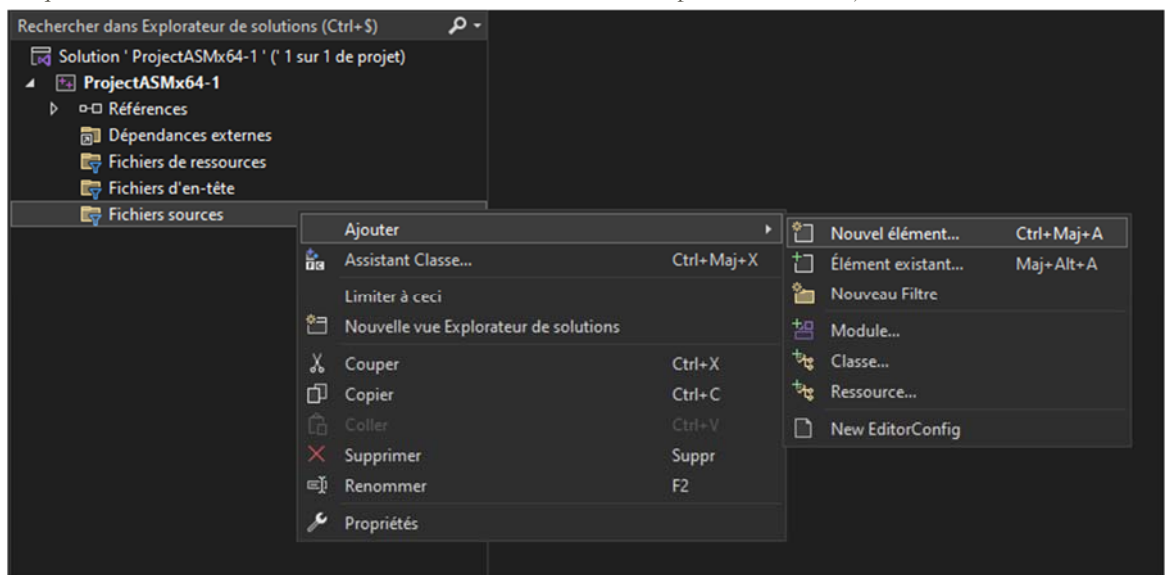 Rechercher dans Explorateur de solutions (Ctrl+$)
Solution ' ProjectASMx64-1 ' (' 1 sur 1 de projet)
ProjectASMx64-1
Références
Dépendances externes
Fichiers de ressources
Fichiers d'en-tête
Fichiers sources
Ajouter
Assistant Classe... Ctrl+Maj+X
Limiter à ceci
Nouvelle vue Explorateur de solutions
Couper Ctrl+X
Copier Ctrl+C
Coller Ctrl+V
Supprimer Suppr
Renommer F2
Propriétés
Nouvel élément... Ctrl+Maj+A
Élément existant... Maj+Alt+A
Nouveau Filtre
Module...
Classe...
Ressource...
New EditorConfig